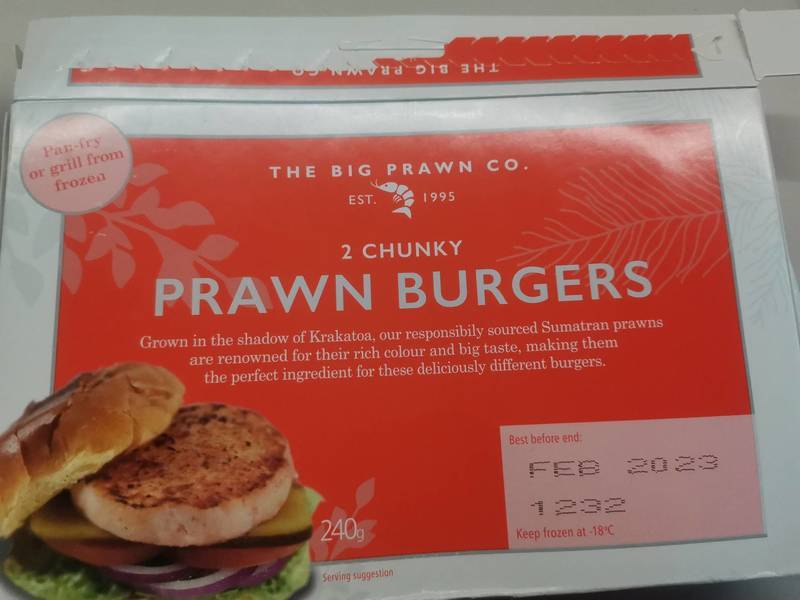 THE BIG PRAWN CO.
Pan-fry
or grill from
frozen
THE BIG PRAWN CO.
EST. 1995
2 CHUNKY
PRAWN BURGERS
Grown in the shadow of Krakatoa, our responsibily sourced Sumatran prawns
are renowned for their rich colour and big taste, making them
the perfect ingredient for these deliciously different burgers.
Best before end:
FEB 2023
1232
Keep frozen at -18°C
240g
Serving suggestion